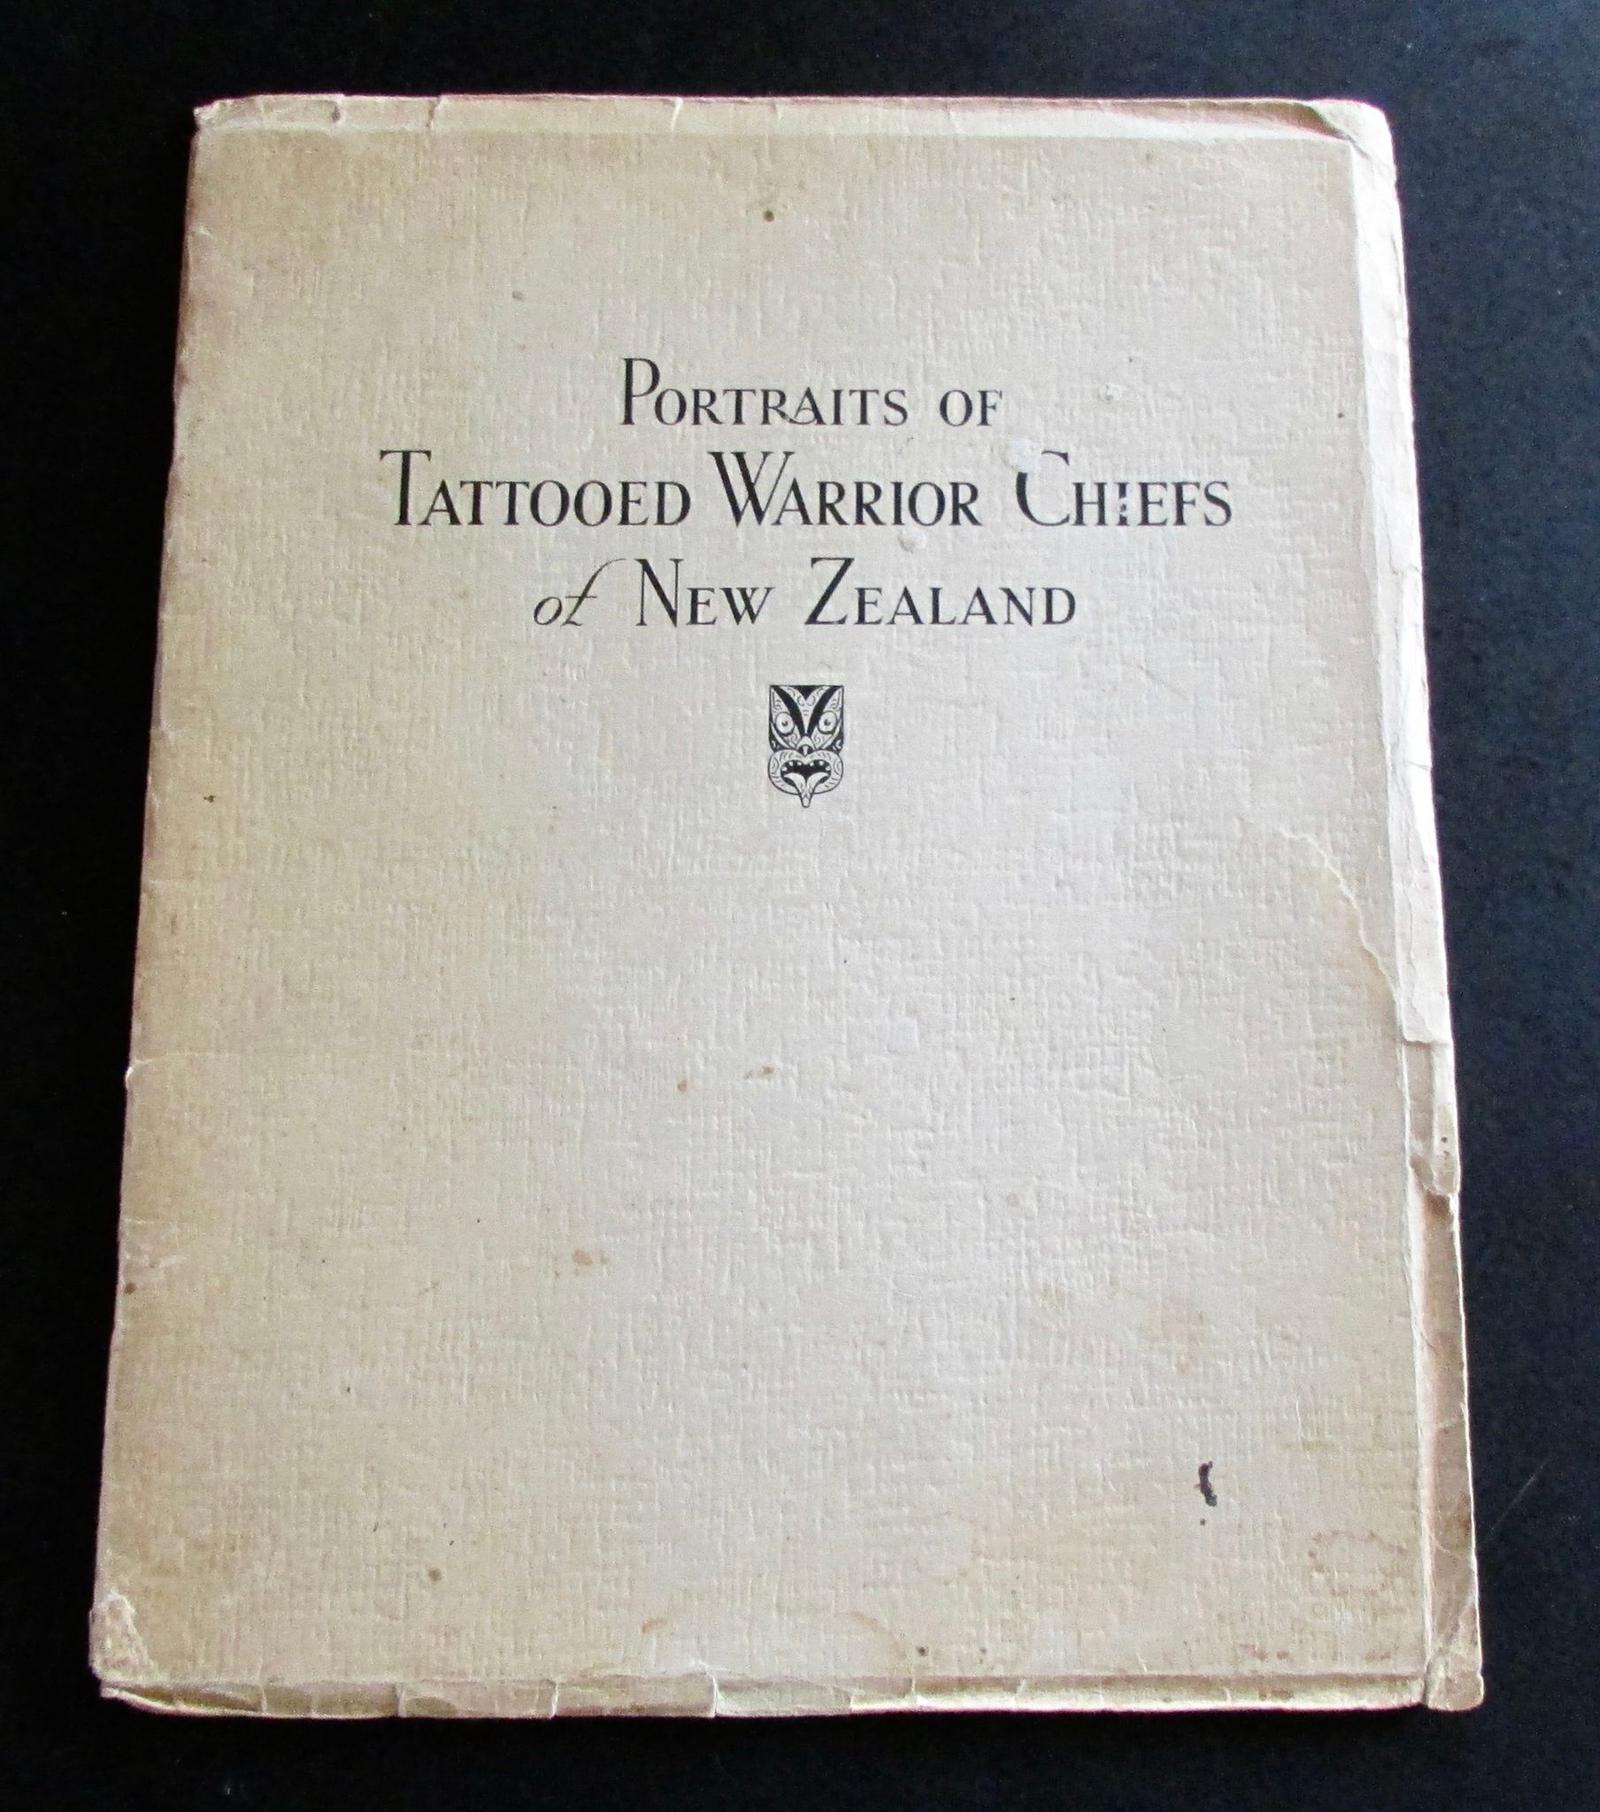 PORTRAITS OF
TATTOOED WARRIOR CHIEFS
of NEW ZEALAND